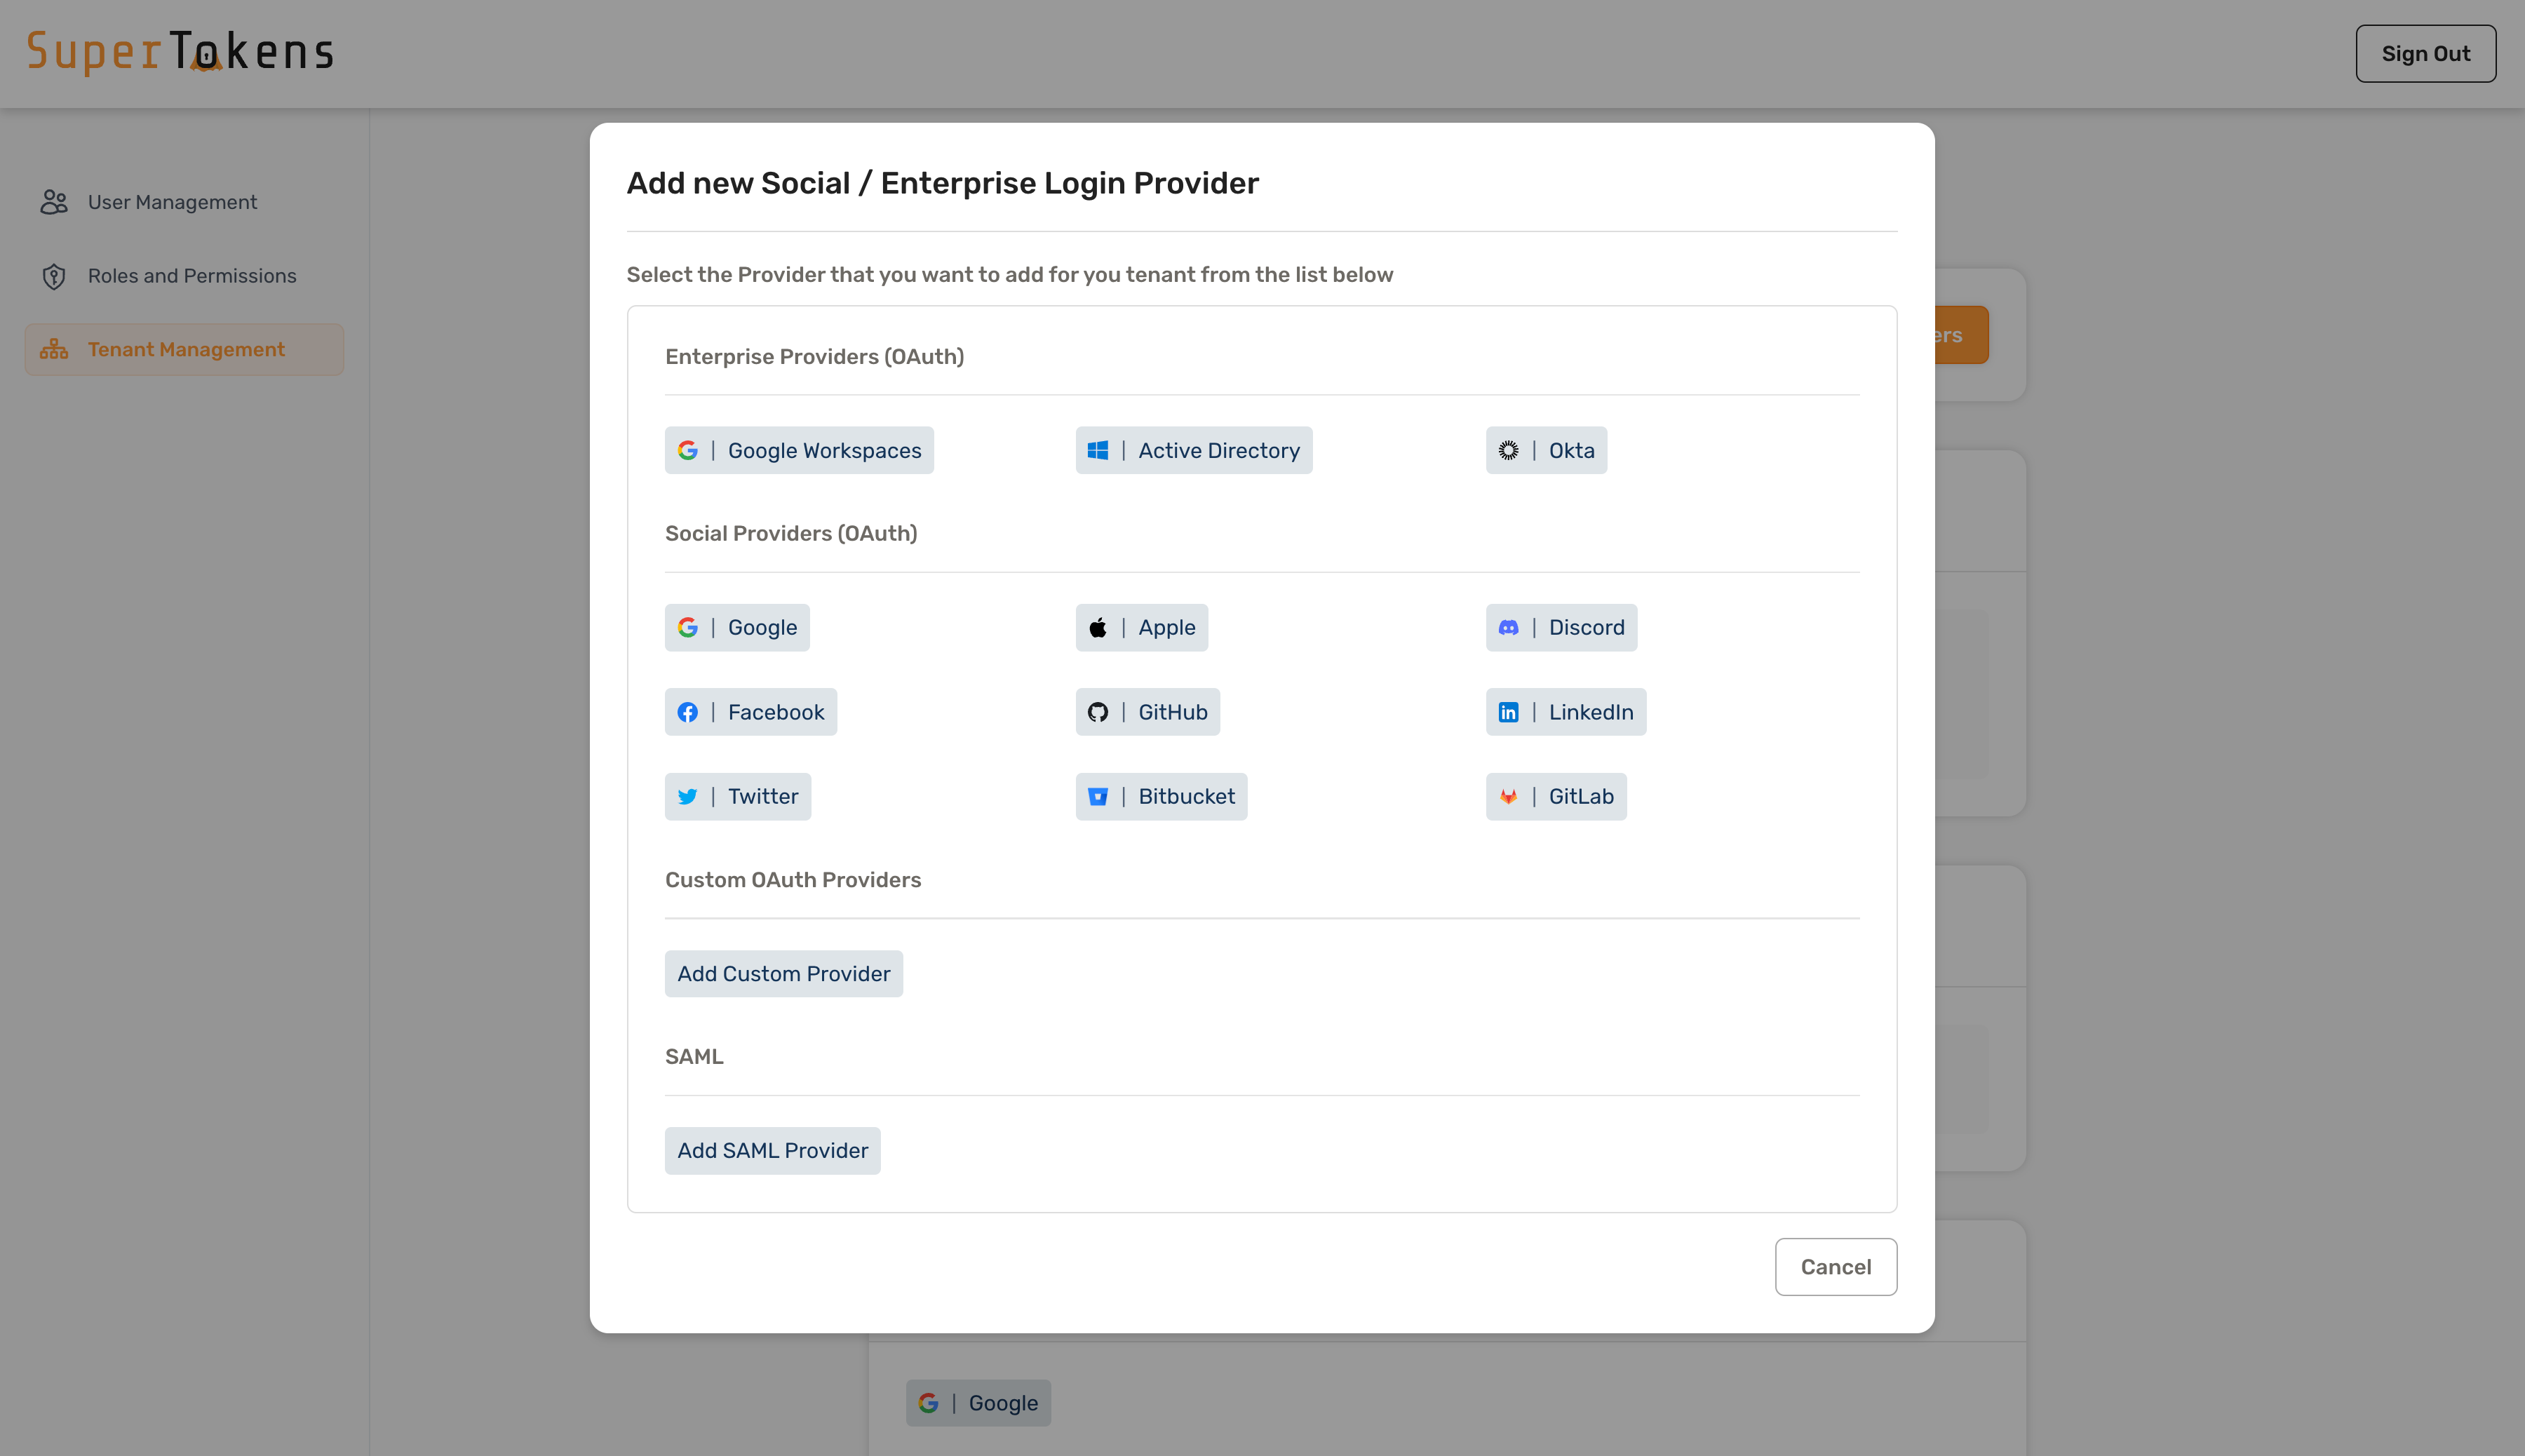 SuperTokens
Sign Out
User Management
Roles and Permissions
Tenant Management
Add new Social / Enterprise Login Provider
Select the Provider that you want to add for you tenant from the list below
Enterprise Providers (OAuth)
Google Workspaces
Active Directory
Okta
Social Providers (OAuth)
Google
Apple
Discord
Facebook
GitHub
LinkedIn
Twitter
Bitbucket
GitLab
Custom OAuth Providers
Add Custom Provider
SAML
Add SAML Provider
Cancel
Google